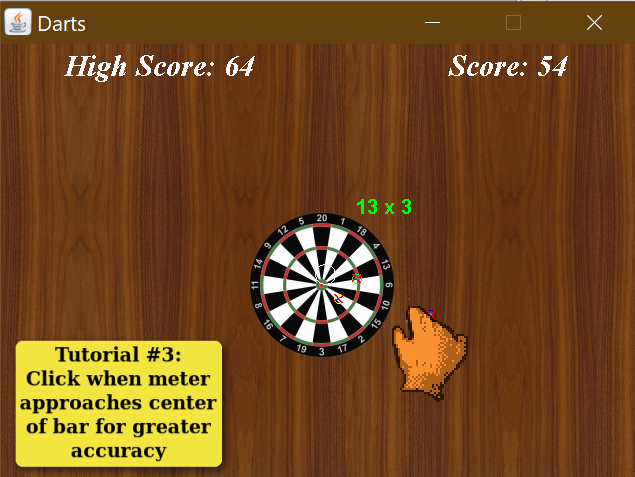 Darts
High Score: 64
Score: 54
13 x 3
20
1
18
4
13
6
10
15
2
17
3
19
7
16
8
11
14
9
12
5
Tutorial #3:
Click when meter
approaches center
of bar for greater
accuracy